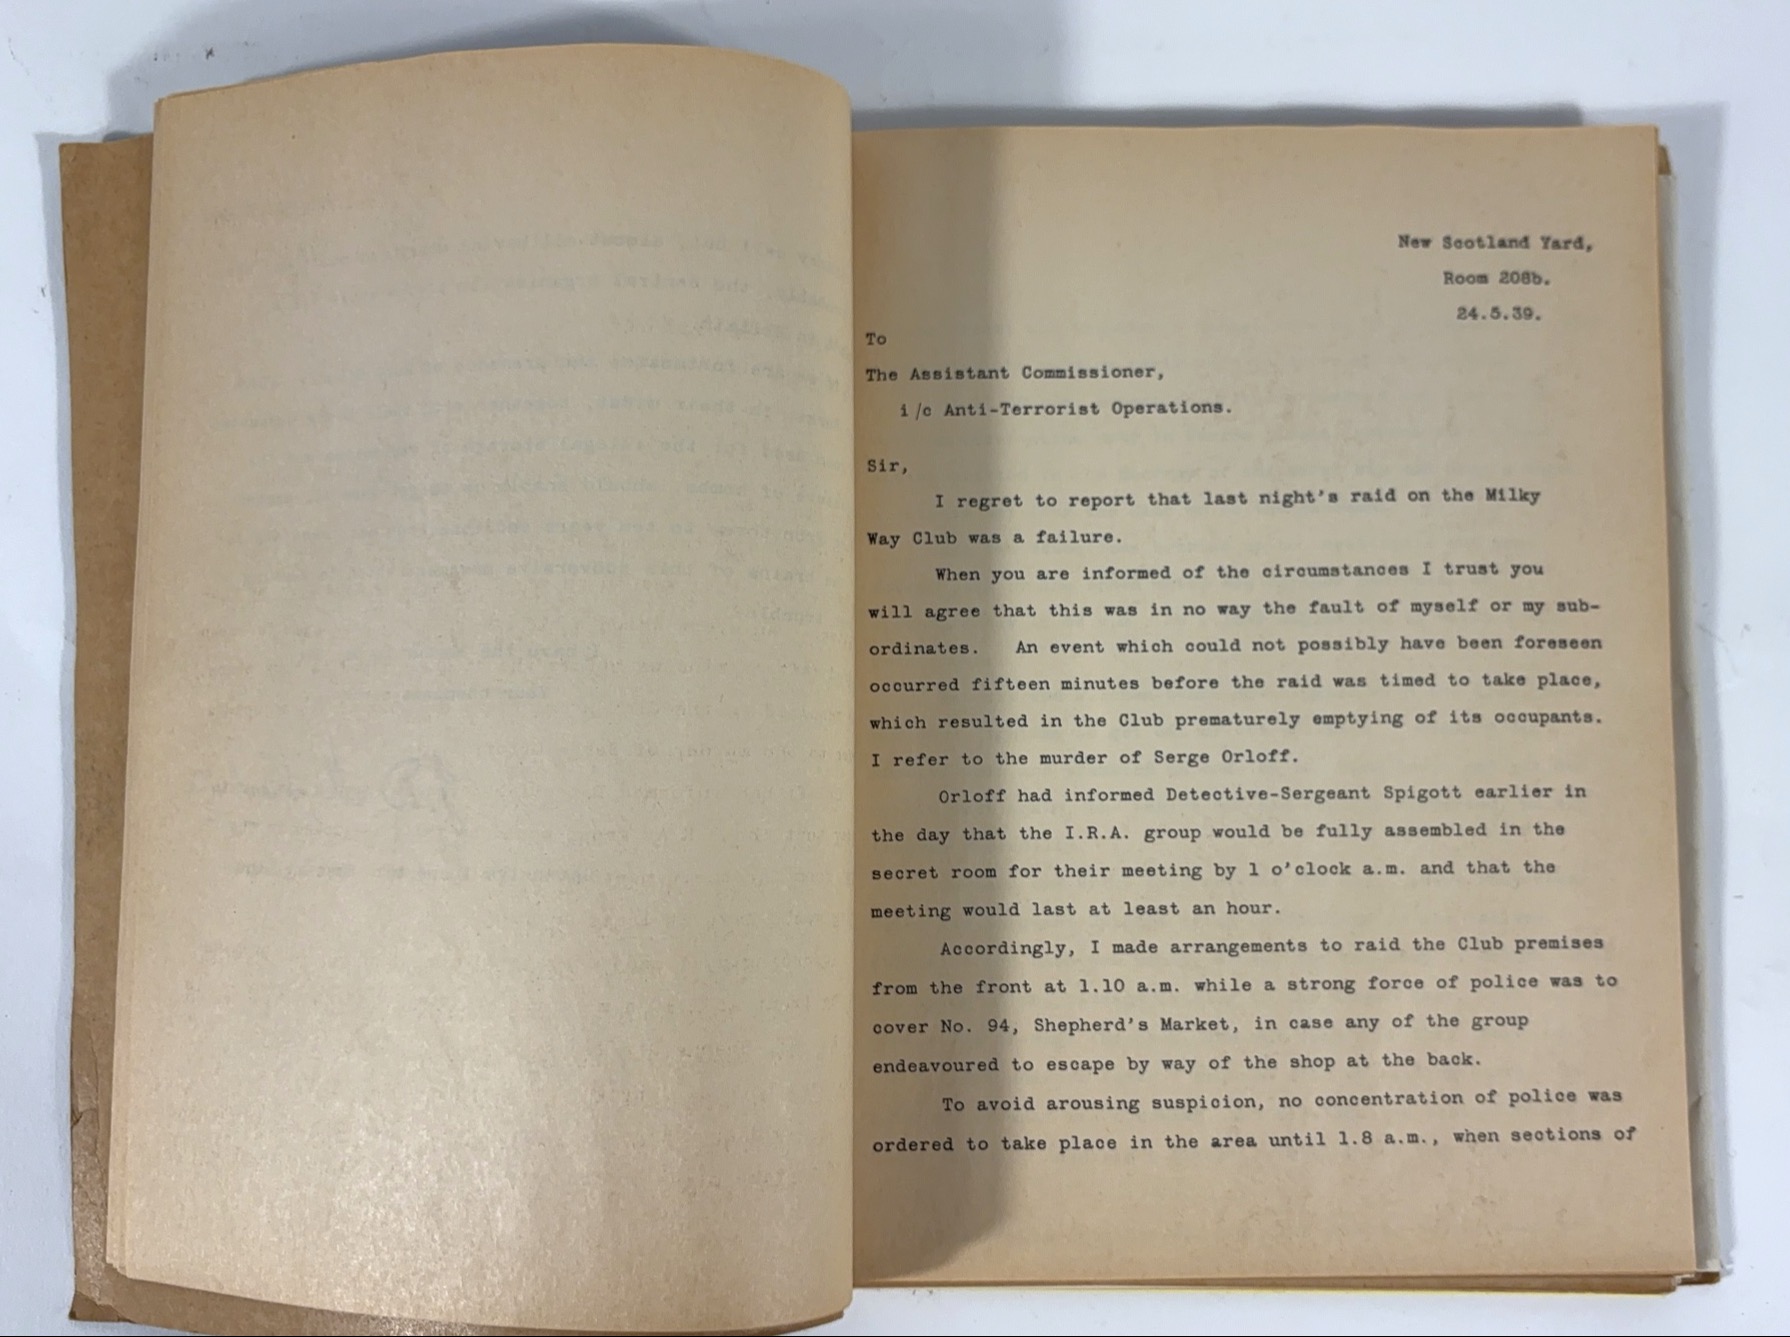 New Scotland Yard,
Room 208b.
24.5.39.
To
The Assistant Commissioner,
i/c Anti-Terrorist Operations.
Sir,
I regret to report that last night's raid on the Milky
Way Club was a failure.
When you are informed of the circumstances I trust you
will agree that this was in no way the fault of myself or my sub-
ordinates. An event which could not possibly have been foreseen
occurred fifteen minutes before the raid was timed to take place,
which resulted in the Club prematurely emptying of its occupants.
I refer to the murder of Serge Orloff.
Orloff had informed Detective-Sergeant Spigott earlier in
the day that the I.R.A. group would be fully assembled in the
secret room for their meeting by 1 o'clock a.m. and that the
meeting would last at least an hour.
Accordingly, I made arrangements to raid the Club premises
from the front at 1.10 a.m. while a strong force of police was to
cover No. 94, Shepherd's Market, in case any of the group
endeavoured to escape by way of the shop at the back.
To avoid arousing suspicion, no concentration of police was
ordered to take place in the area until 1.8 a.m., when sections of